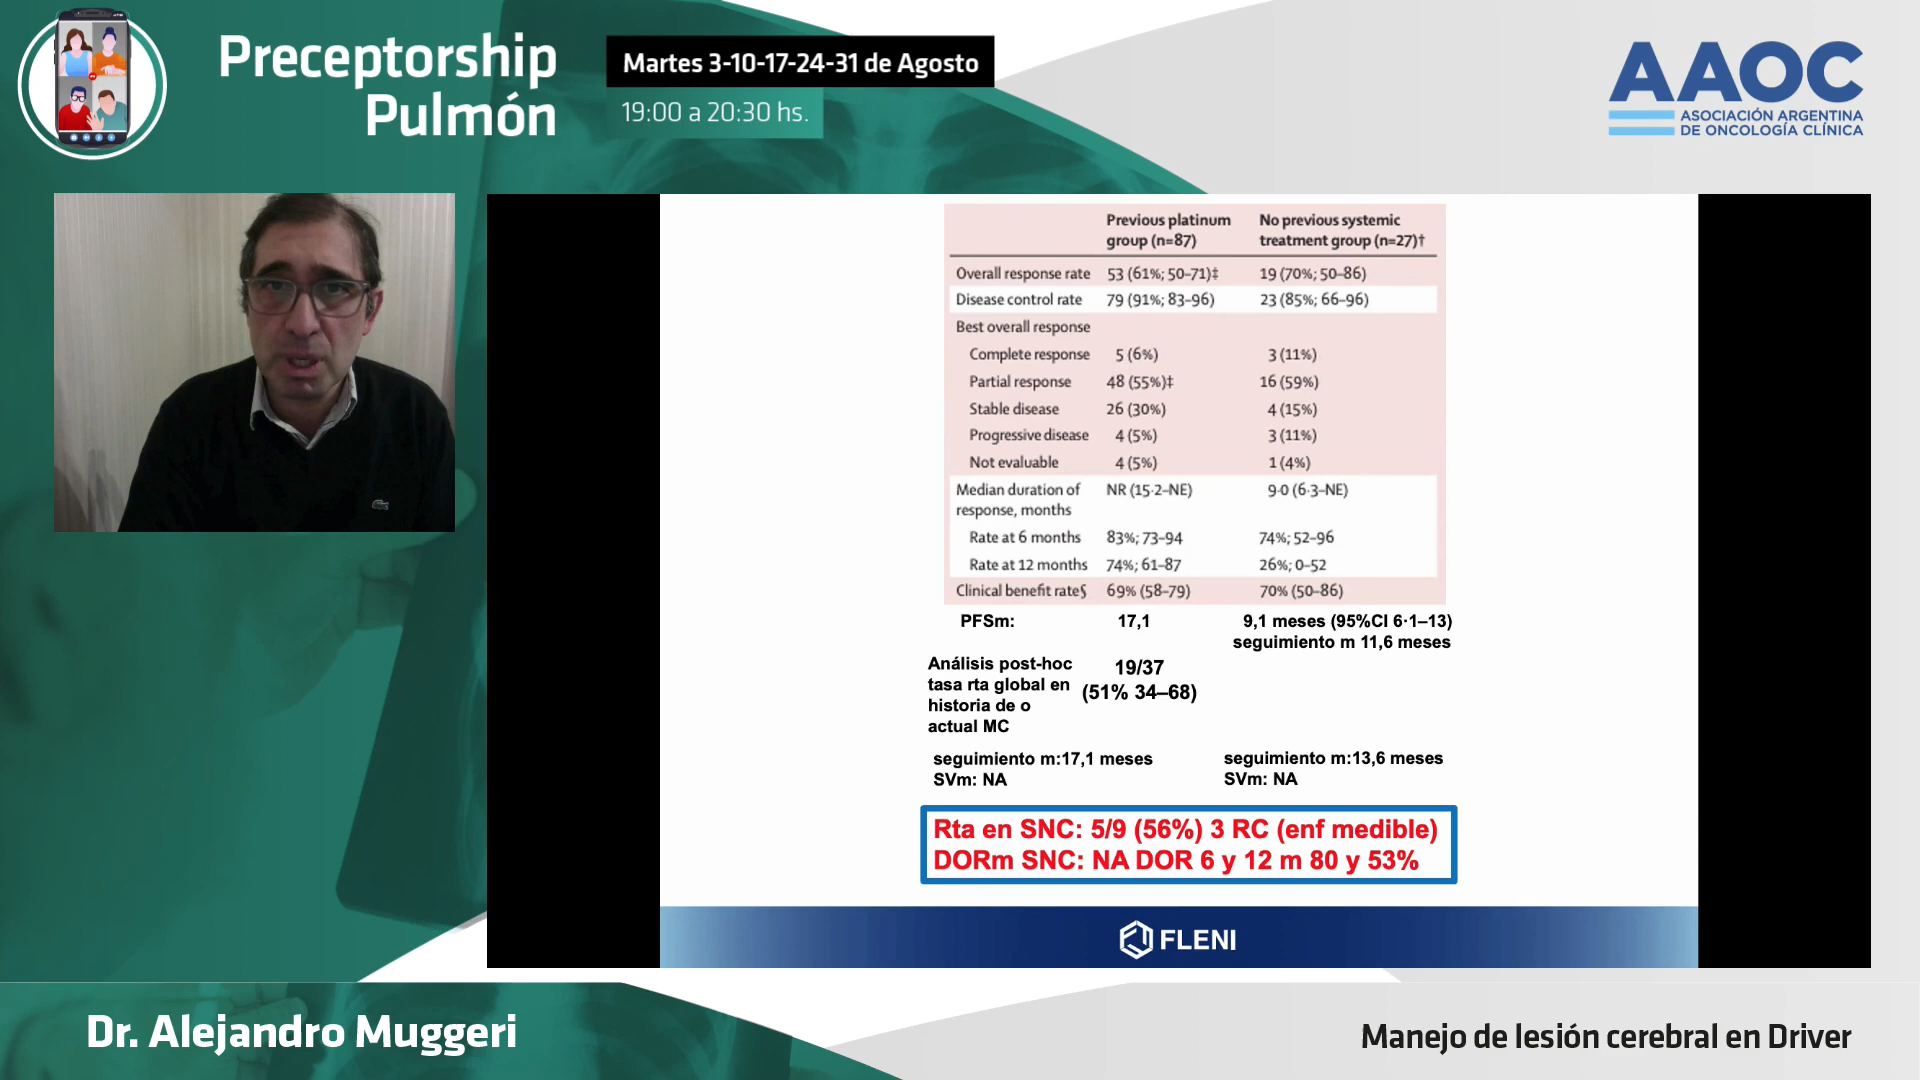 Preceptorship
Pulmón
Martes 3-10-17-24-31 de Agosto
19:00 a 20:30 hs.
AAOC
ASOCIACIÓN ARGENTINA
DE ONCOLOGÍA CLÍNICA
Previous platinum group (n=87) No previous systemic treatment group (n=27)†
Overall response rate 53 (61%; 50–71)‡ 19 (70%; 50–86)
Disease control rate 79 (91%; 83–96) 23 (85%; 66–96)
Best overall response
Complete response 5 (6%) 3 (11%)
Partial response 48 (55%)‡ 16 (59%)
Stable disease 26 (30%) 4 (15%)
Progressive disease 4 (5%) 3 (11%)
Not evaluable 4 (5%) 1 (4%)
Median duration of response, months NR (15·2–NE) 9·0 (6·3–NE)
Rate at 6 months 83%; 73–94 74%; 52–96
Rate at 12 months 74%; 61–87 26%; 0–52
Clinical benefit rate§ 69% (58–79) 70% (50–86)
PFSm: 17,1 9,1 meses (95%CI 6·1–13)
seguimiento m 11,6 meses
Análisis post-hoc
tasa rta global en
historia de o
actual MC
19/37
(51% 34–68)
seguimiento m:17,1 meses
SVm: NA
seguimiento m:13,6 meses
SVm: NA
Rta en SNC: 5/9 (56%) 3 RC (enf medible)
DORm SNC: NA DOR 6 y 12 m 80 y 53%
FLENI
Dr. Alejandro Muggeri
Manejo de lesión cerebral en Driver